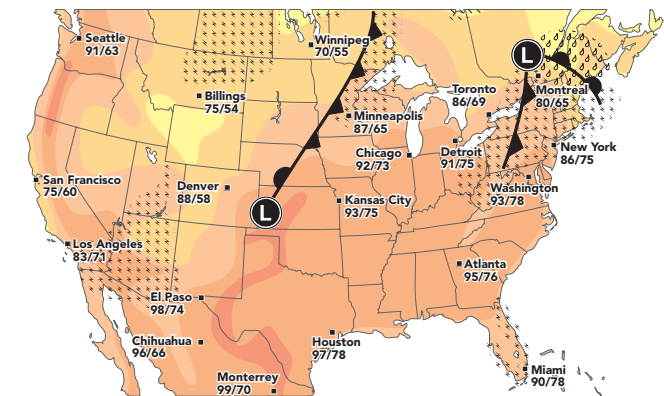 Seattle
91/63
Winnipeg
70/55
L
Billings
75/54
Toronto
86/69
Montreal
80/65
Minneapolis
87/65
Chicago
92/73
Detroit
91/75
New York
86/75
San Francisco
75/60
Denver
88/58
Kansas City
93/75
Washington
93/78
L
Los Angeles
83/71
Atlanta
95/76
El Paso
98/74
Chihuahua
96/66
Houston
97/78
Monterrey
99/70
Miami
90/78